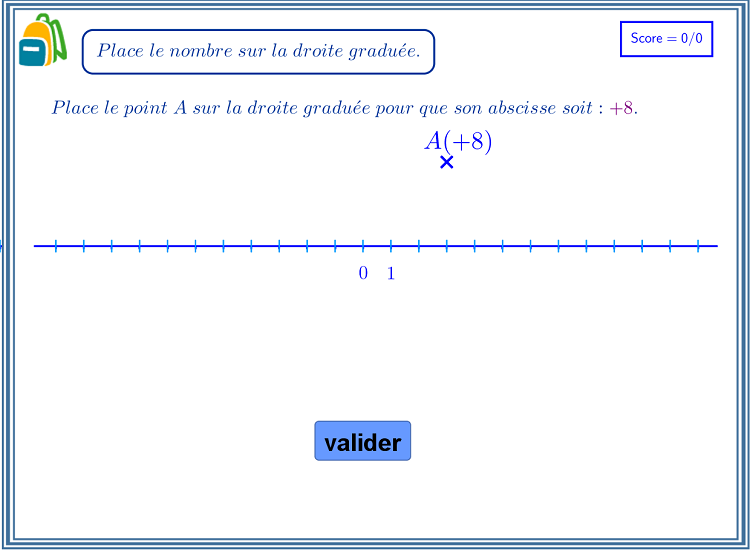 Place le nombre sur la droite graduée.
Score = 0/0
Place le point A sur la droite graduée pour que son abscisse soit : +8.
A(+8)
0 1
valider